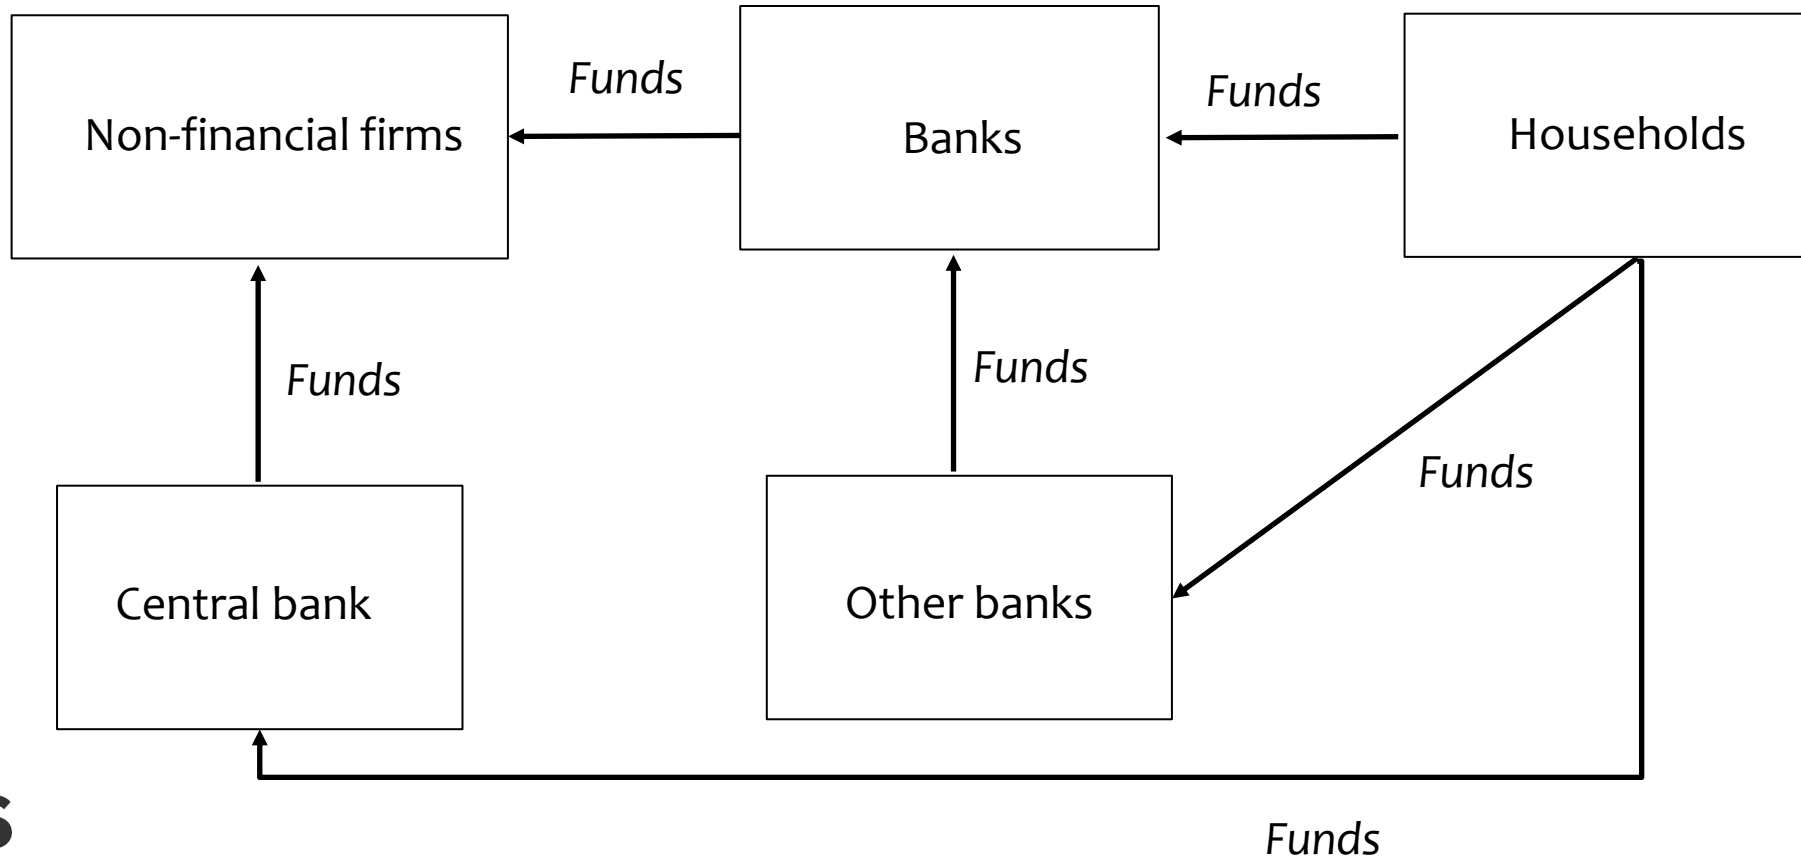 Non-financial firms
Funds
Banks
Funds
Households
Funds
Funds
Funds
Central bank
Other banks
s
Funds